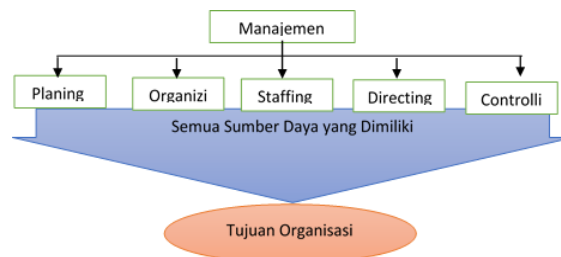 Manajemen
Planing
Organizi
Staffing
Directing
Controlli
Semua Sumber Daya yang Dimiliki
Tujuan Organisasi